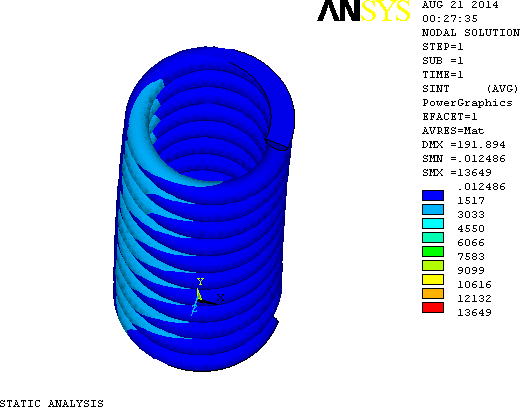 ANSYS
AUG 21 2014
00:27:35
NODAL SOLUTION
STEP=1
SUB =1
TIME=1
SINT (AVG)
PowerGraphics
EFACET=1
AVRES=Mat
DMX =191.894
SMN =.012486
SMX =13649
.012486
1517
3033
4550
6066
7583
9099
10616
12132
13649
Y
X
Z
STATIC ANALYSIS